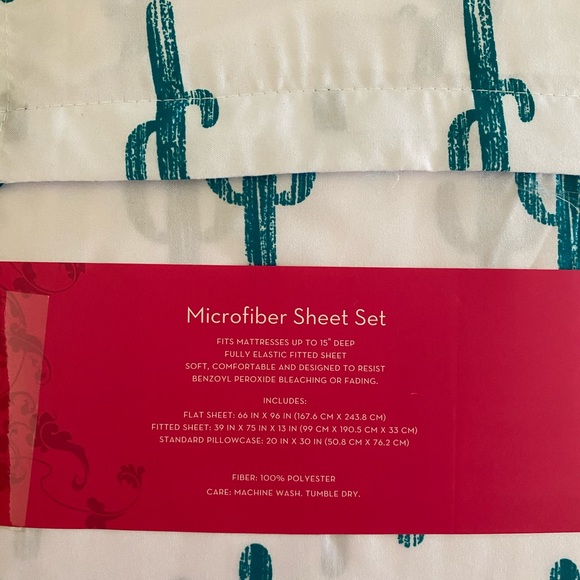 Microfiber Sheet Set
FITS MATTRESSES UP TO 15" DEEP
FULLY ELASTIC FITTED SHEET
SOFT, COMFORTABLE AND DESIGNED TO RESIST
BENZOYL PEROXIDE BLEACHING OR FADING.
INCLUDES:
FLAT SHEET: 66 IN X 96 IN (167.6 CM X 243.8 CM)
FITTED SHEET: 39 IN X 75 IN X 13 IN (99 CM X 190.5 CM X 33 CM)
STANDARD PILLOWCASE: 20 IN X 30 IN (50.8 CM X 76.2 CM)
FIBER: 100% POLYESTER
CARE: MACHINE WASH. TUMBLE DRY.